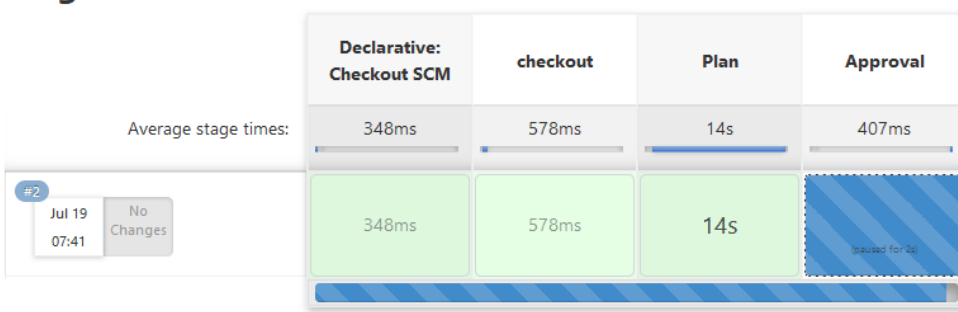 Declarative:
Checkout SCM
checkout
Plan
Approval
Average stage times:
348ms
578ms
14s
407ms
#2
Jul 19
07:41
No
Changes
348ms
578ms
14s
(paused for 2s)